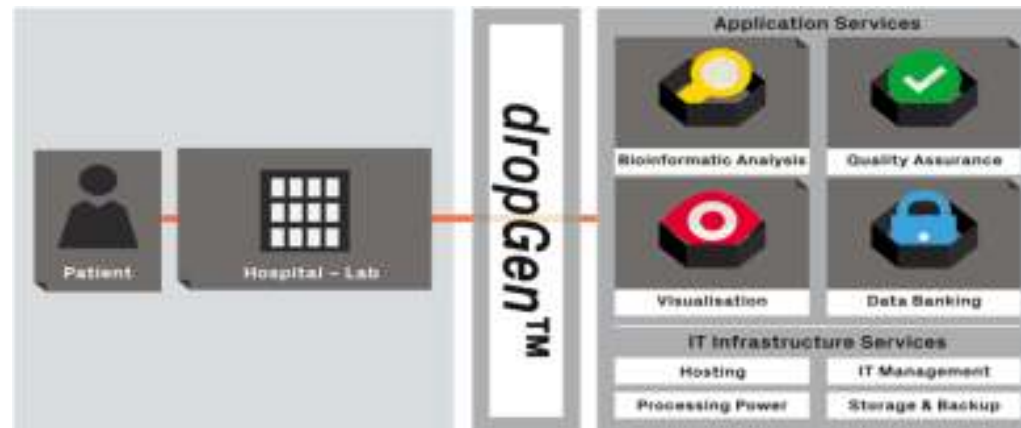 Patient
Hospital – Lab
dropGen™
Application Services
Bioinformatic Analysis
Quality Assurance
Visualisation
Data Banking
IT Infrastructure Services
Hosting
IT Management
Processing Power
Storage & Backup